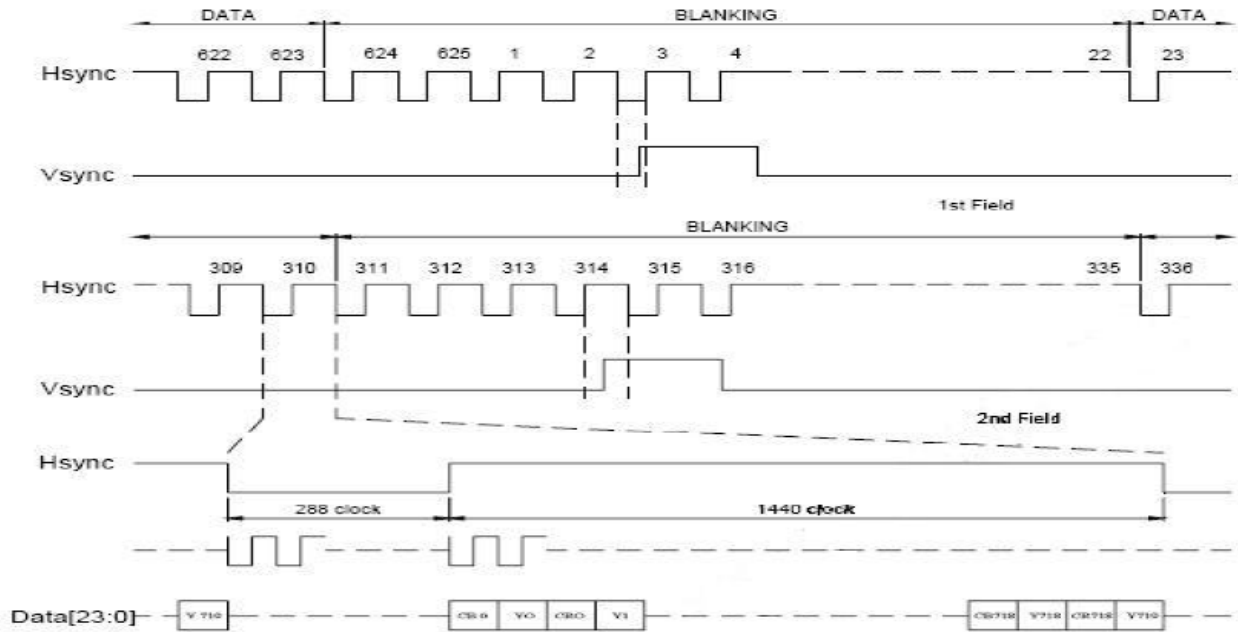 DATA BLANKING DATA
622 623 624 625 1 2 3 4 22 23
Hsync
Vsync
1st Field
BLANKING
309 310 311 312 313 314 315 316 335 336
Hsync
Vsync
2nd Field
Hsync
288 clock 1440 clock
Data[23:0] Y 719 CB 0 Y0 CR0 Y1 CB718 Y718 CR718 Y719